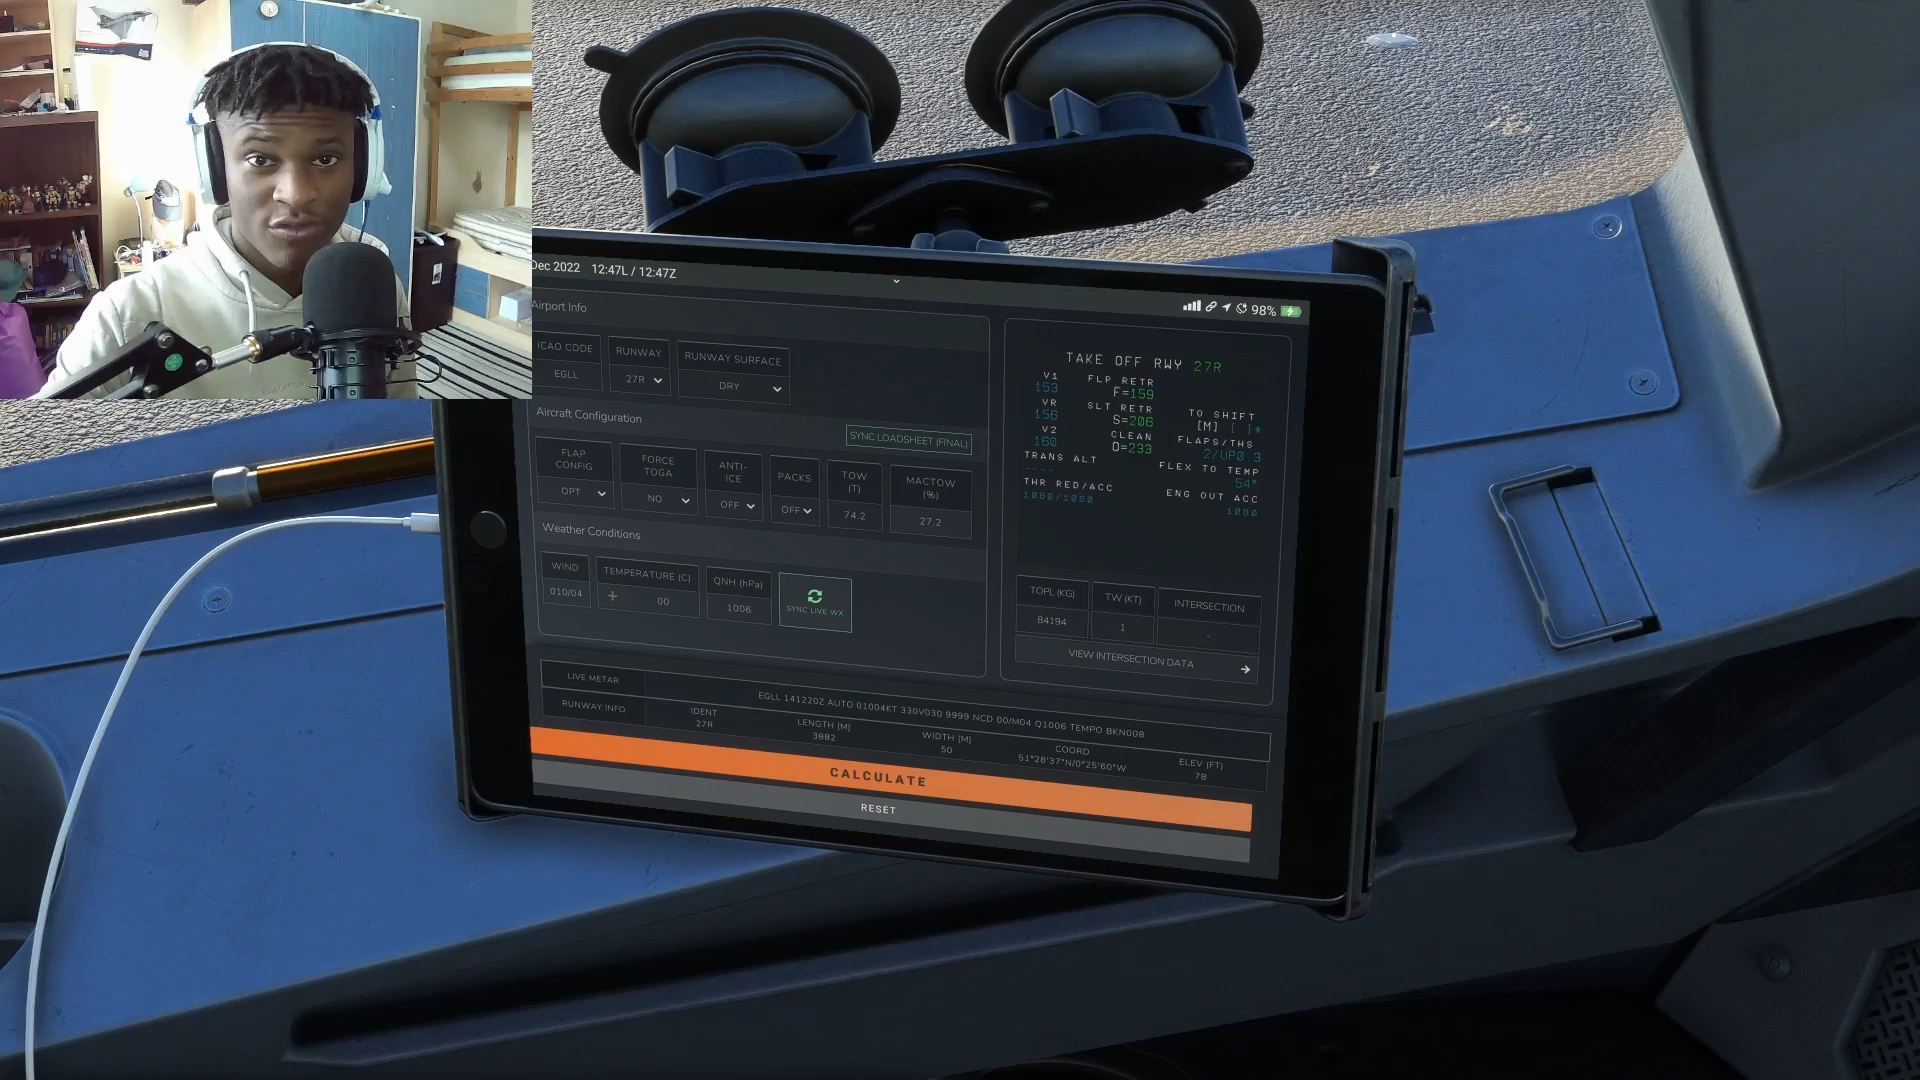 Dec 2022 12:47L / 12:47Z
98%
Airport Info
ICAO CODE
EGLL
RUNWAY
27R
RUNWAY SURFACE
DRY
Aircraft Configuration
SYNC LOADSHEET (FINAL)
FLAP
CONFIG
OPT
FORCE
TOGA
NO
ANTI-
ICE
OFF
PACKS
OFF
TOW
(T)
74.2
MACTOW
(%)
27.2
Weather Conditions
WIND
010/04
TEMPERATURE (C)
+ 00
QNH (hPa)
1006
SYNC LIVE WX
TAKE OFF RWY 27R
V1 FLP RETR
153 F=159
VR SLT RETR TO SHIFT
156 S=206 [M] [ ]*
V2 CLEAN FLAPS/THS
160 O=233 2/UP0.3
TRANS ALT FLEX TO TEMP
---- 54°
THR RED/ACC ENG OUT ACC
1080/1080 1080
TOPL (KG)
84194
TW (KT)
1
INTERSECTION
-
VIEW INTERSECTION DATA
LIVE METAR EGLL 141220Z AUTO 01004KT 330V030 9999 NCD 00/M04 Q1006 TEMPO BKN008
RUNWAY INFO
IDENT
27R
LENGTH [M]
3882
WIDTH [M]
50
COORD
51°28'37"N/0°25'60"W
ELEV (FT)
78
CALCULATE
RESET